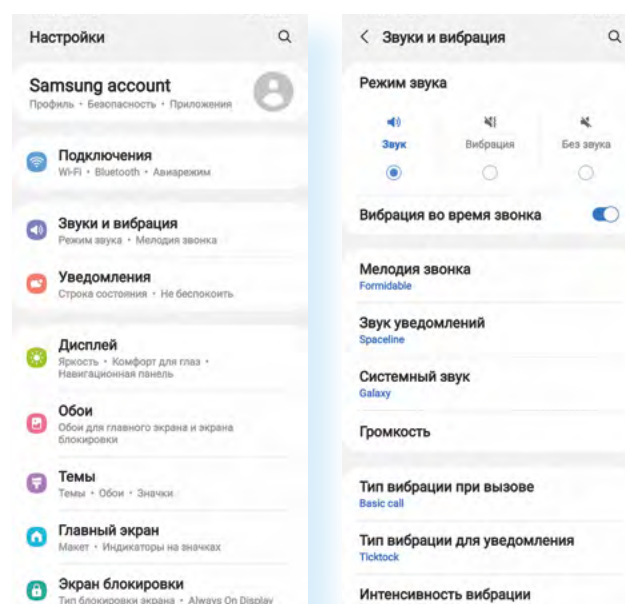 Настройки
Samsung account
Профиль • Безопасность • Приложения
Подключения
Wi-Fi • Bluetooth • Авиарежим
Звуки и вибрация
Режим звука • Мелодия звонка
Уведомления
Строка состояния • Не беспокоить
Дисплей
Яркость • Комфорт для глаз •
Навигационная панель
Обои
Обои для главного экрана и экрана
блокировки
Темы
Темы • Обои • Значки
Главный экран
Макет • Индикаторы на значках
Экран блокировки
Тип блокировки экрана • Always On Display
Звуки и вибрация
Режим звука
Звук
Вибрация
Без звука
Вибрация во время звонка
Мелодия звонка
Formidable
Звук уведомлений
Spaceline
Системный звук
Galaxy
Громкость
Тип вибрации при вызове
Basic call
Тип вибрации для уведомления
Ticktock
Интенсивность вибрации